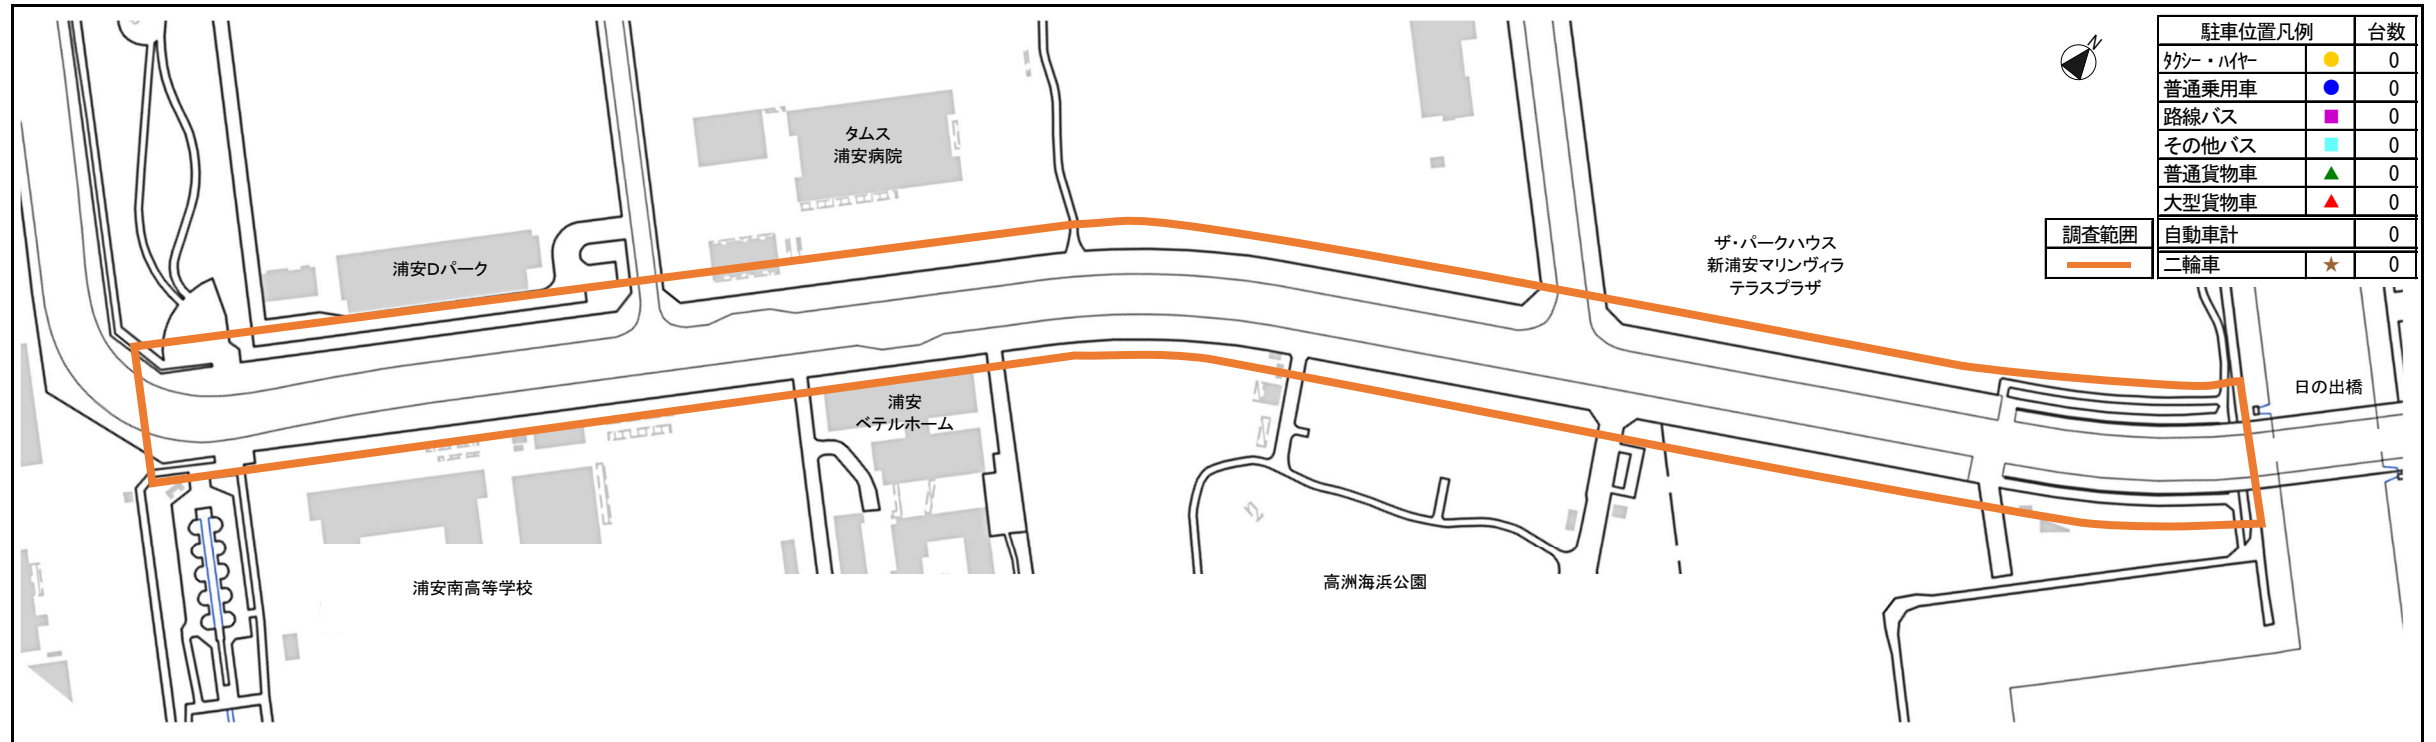 N
駐車位置凡例 台数
ﾀｸｼｰ・ﾊｲﾔｰ 0
普通乗用車 0
路線バス 0
その他バス 0
普通貨物車 0
大型貨物車 0
調査範囲 自動車計 0
二輪車 0
タムス
浦安病院
浦安Dパーク
ザ・パークハウス
新浦安マリンヴィラ
テラスプラザ
日の出橋
浦安
ベテルホーム
浦安南高等学校
高洲海浜公園